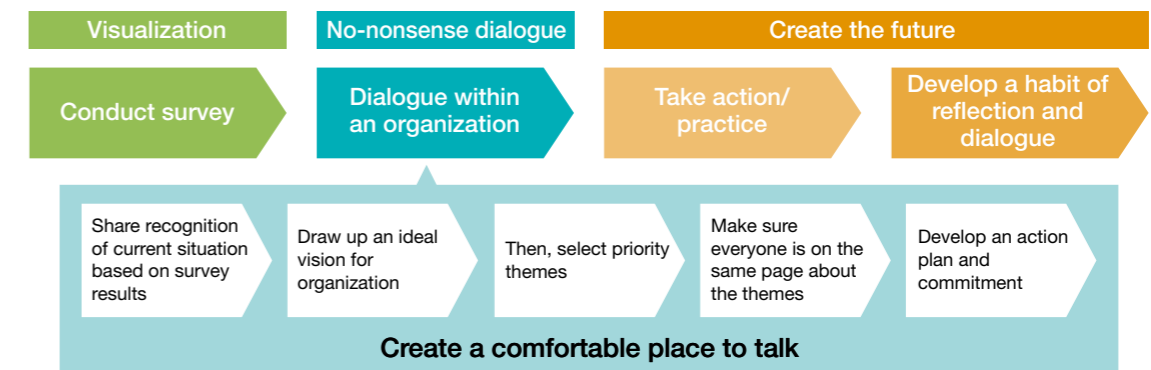 Visualization
No-nonsense dialogue
Create the future
Conduct survey
Dialogue within
an organization
Take action/
practice
Develop a habit of
reflection and
dialogue
Share recognition
of current situation
based on survey
results
Draw up an ideal
vision for
organization
Then, select priority
themes
Make sure
everyone is on the
same page about
the themes
Develop an action
plan and
commitment
Create a comfortable place to talk